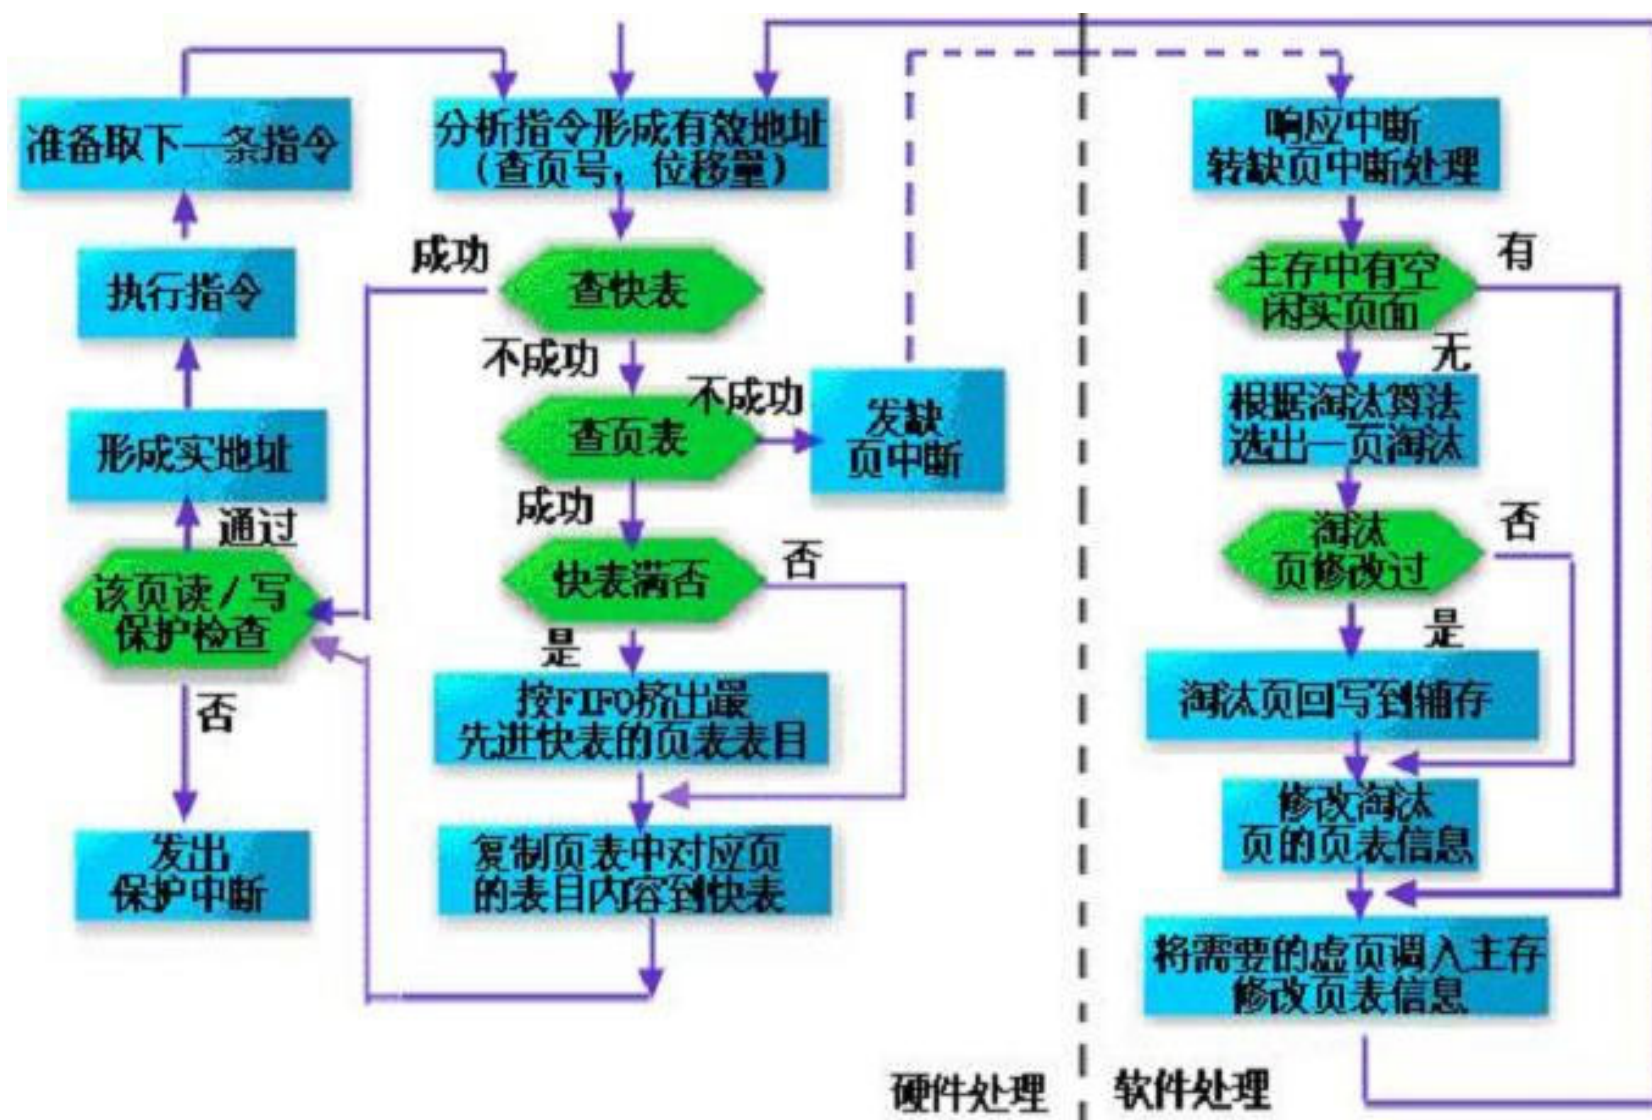 准备取下一条指令
分析指令形成有效地址
（查页号，位移量）
响应中断
转缺页中断处理
执行指令
成功
查快表
主存中有空
闲实页面
有
不成功
无
形成实地址
查页表
不成功
发缺
页中断
根据淘汰算法
选出一页淘汰
通过
成功
该页读/写
保护检查
快表满否
否
淘汰
页修改过
否
是
是
否
按FIFO挤出最
先进快表的页表表目
淘汰页回写到辅存
修改淘汰
页的页表信息
发出
保护中断
复制页表中对应页
的表目内容到快表
将需要的虚页调入主存
修改页表信息
硬件处理
软件处理